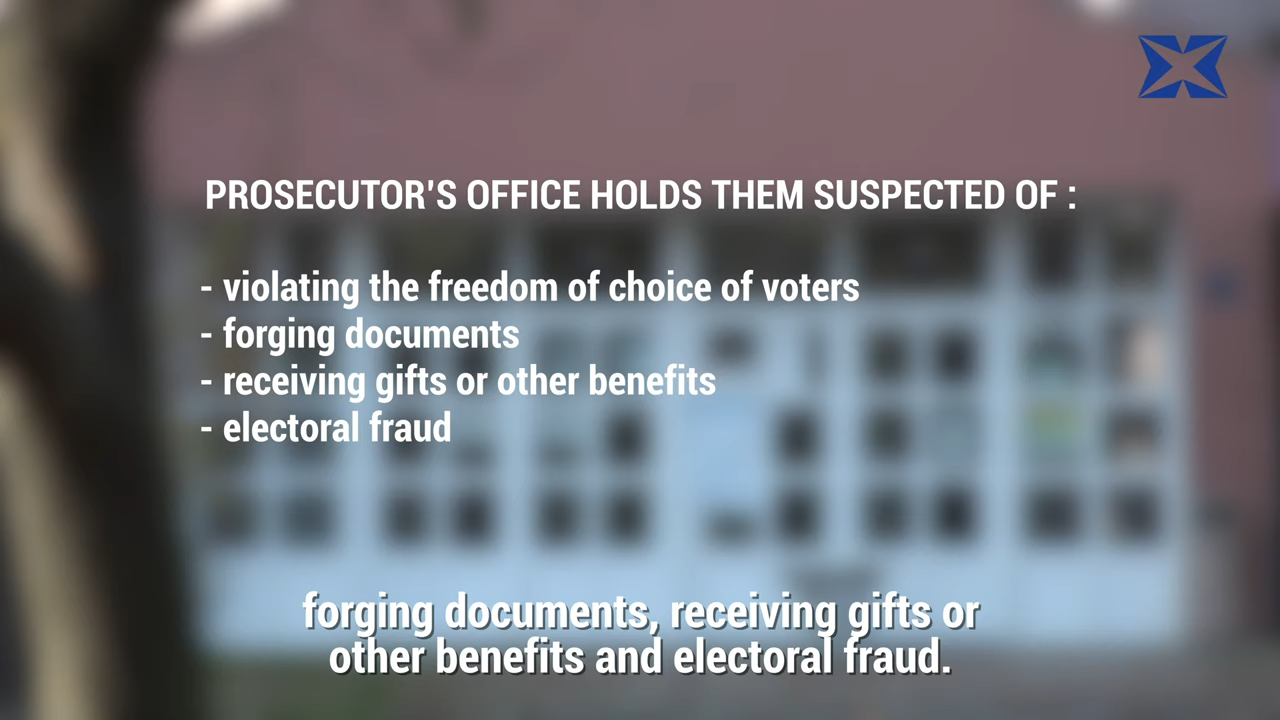 PROSECUTOR'S OFFICE HOLDS THEM SUSPECTED OF :
- violating the freedom of choice of voters
- forging documents
- receiving gifts or other benefits
- electoral fraud
forging documents, receiving gifts or
other benefits and electoral fraud.